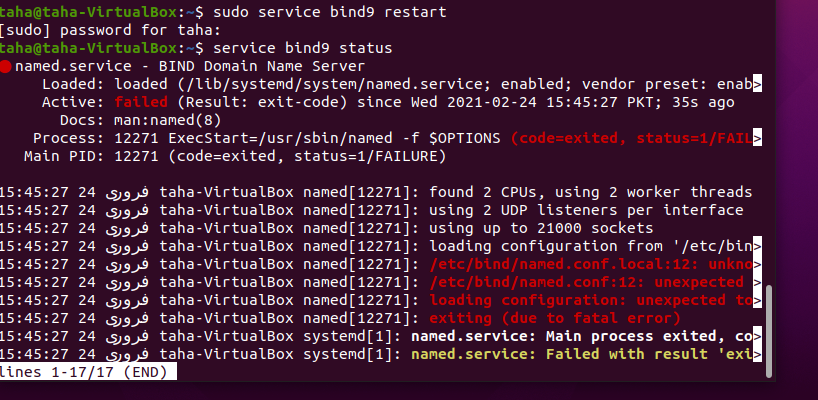 taha@taha-VirtualBox:~$ sudo service bind9 restart
[sudo] password for taha:
taha@taha-VirtualBox:~$ service bind9 status
● named.service - BIND Domain Name Server
Loaded: loaded (/lib/systemd/system/named.service; enabled; vendor preset: enab>
Active: failed (Result: exit-code) since Wed 2021-02-24 15:45:27 PKT; 35s ago
Docs: man:named(8)
Process: 12271 ExecStart=/usr/sbin/named -f $OPTIONS (code=exited, status=1/FAIL>
Main PID: 12271 (code=exited, status=1/FAILURE)
15:45:27 24 فروری taha-VirtualBox named[12271]: found 2 CPUs, using 2 worker threads
15:45:27 24 فروری taha-VirtualBox named[12271]: using 2 UDP listeners per interface
15:45:27 24 فروری taha-VirtualBox named[12271]: using up to 21000 sockets
15:45:27 24 فروری taha-VirtualBox named[12271]: loading configuration from '/etc/bin>
15:45:27 24 فروری taha-VirtualBox named[12271]: /etc/bind/named.conf.local:12: unkno>
15:45:27 24 فروری taha-VirtualBox named[12271]: /etc/bind/named.conf:12: unexpected >
15:45:27 24 فروری taha-VirtualBox named[12271]: loading configuration: unexpected to>
15:45:27 24 فروری taha-VirtualBox named[12271]: exiting (due to fatal error)
15:45:27 24 فروری taha-VirtualBox systemd[1]: named.service: Main process exited, co>
15:45:27 24 فروری taha-VirtualBox systemd[1]: named.service: Failed with result 'exi>
lines 1-17/17 (END)